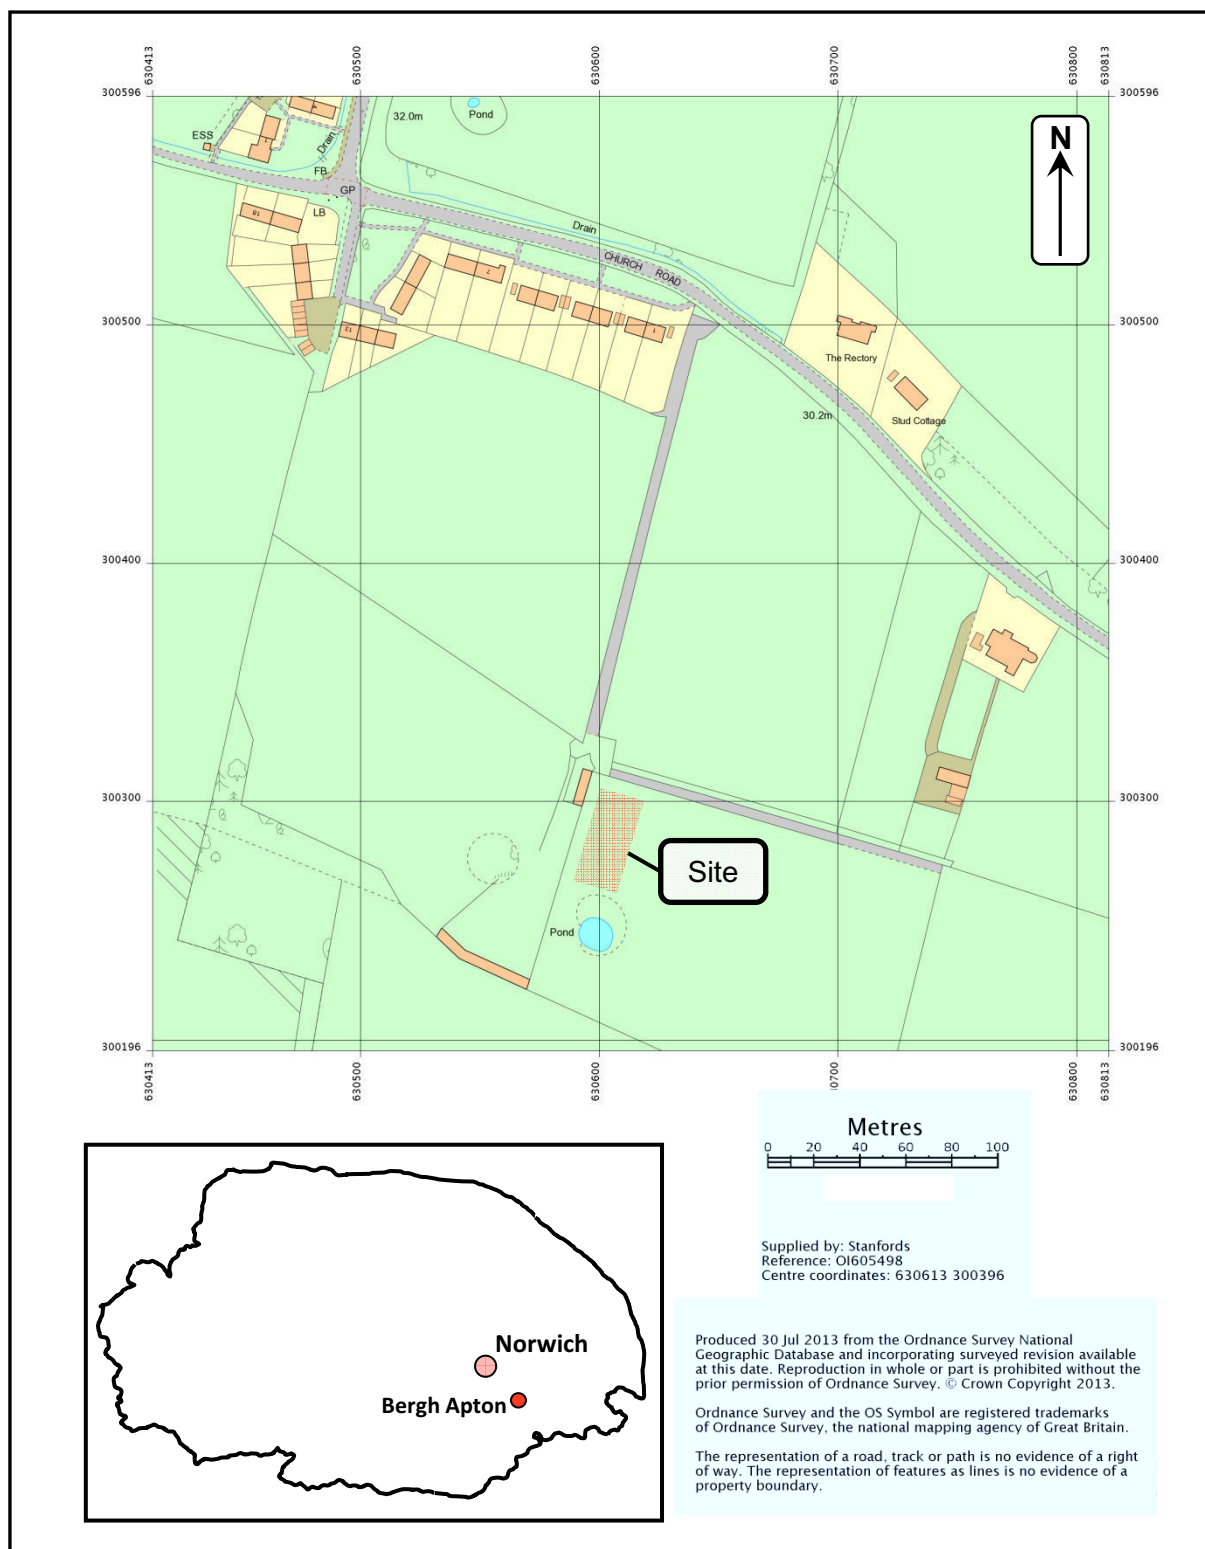 630413
630500
630600
630700
630800
630813
300596
300596
32.0m
Pond
N
ESS
Drain
FB
GP
LB
18
Drain
CHURCH ROAD
7
300500
1
13
300500
The Rectory
30.2m
Stud Cottage
300400
300400
300300
300300
Site
Pond
300196
300196
630413
630500
630600
630700
630800
630813
Metres
0 20 40 60 80 100
Supplied by: Stanfords
Reference: OI605498
Centre coordinates: 630613 300396
Norwich
Bergh Apton
Produced 30 Jul 2013 from the Ordnance Survey National
Geographic Database and incorporating surveyed revision available
at this date. Reproduction in whole or part is prohibited without the
prior permission of Ordnance Survey. © Crown Copyright 2013.
Ordnance Survey and the OS Symbol are registered trademarks
of Ordnance Survey, the national mapping agency of Great Britain.
The representation of a road, track or path is no evidence of a right
of way. The representation of features as lines is no evidence of a
property boundary.